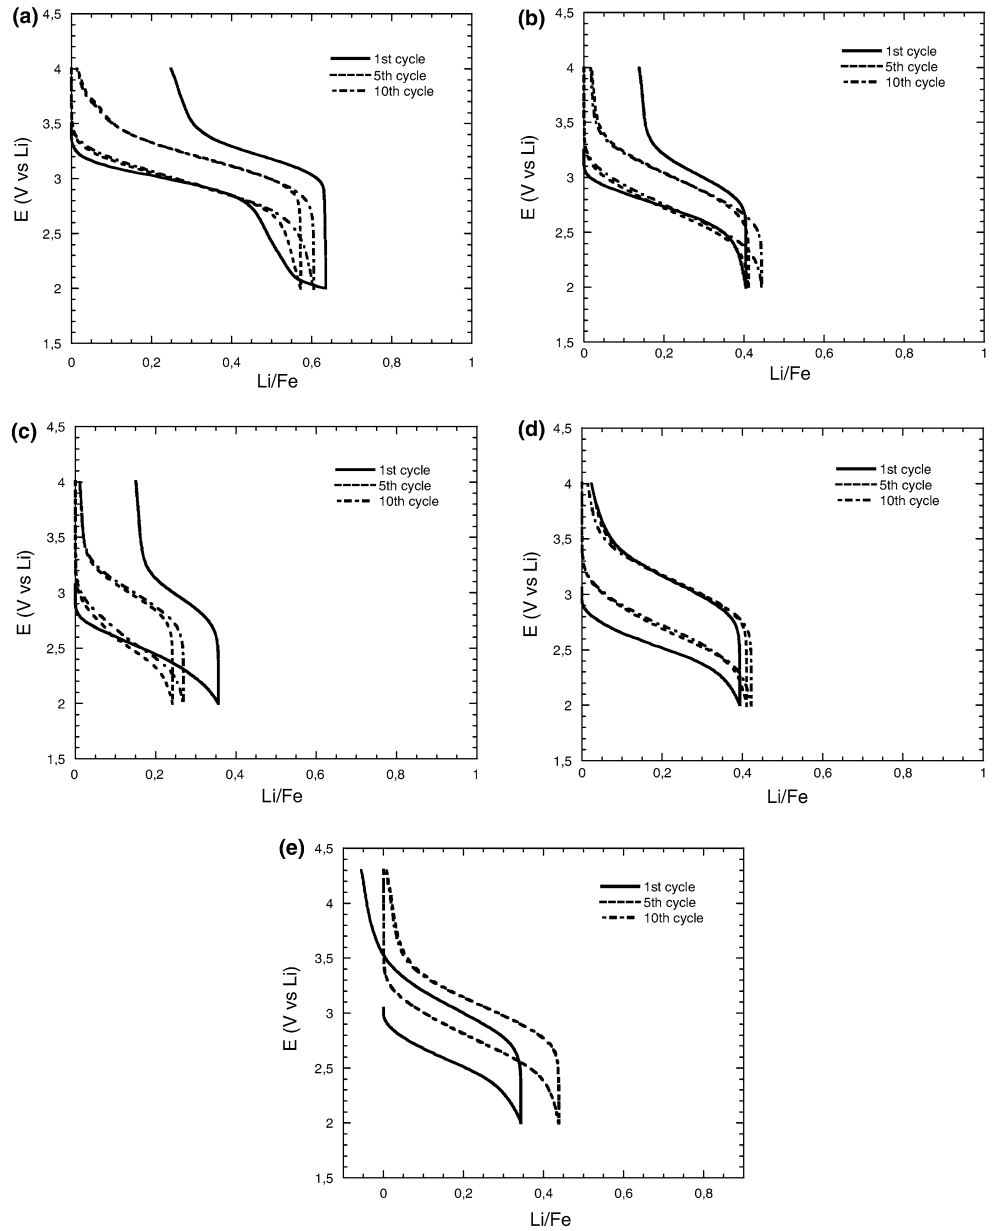 (a)
4,5
4
3,5
3
2,5
2
1,5
E (V vs Li)
1st cycle
5th cycle
10th cycle
0 0,2 0,4 0,6 0,8 1
Li/Fe
(b)
4,5
4
3,5
3
2,5
2
1,5
E (V vs Li)
1st cycle
5th cycle
10th cycle
0 0,2 0,4 0,6 0,8 1
Li/Fe
(c)
4,5
4
3,5
3
2,5
2
1,5
E (V vs Li)
1st cycle
5th cycle
10th cycle
0 0,2 0,4 0,6 0,8 1
Li/Fe
(d)
4,5
4
3,5
3
2,5
2
1,5
E (V vs Li)
1st cycle
5th cycle
10th cycle
0 0,2 0,4 0,6 0,8 1
Li/Fe
(e)
4,5
4
3,5
3
2,5
2
1,5
E (V vs Li)
1st cycle
5th cycle
10th cycle
0 0,2 0,4 0,6 0,8
Li/Fe